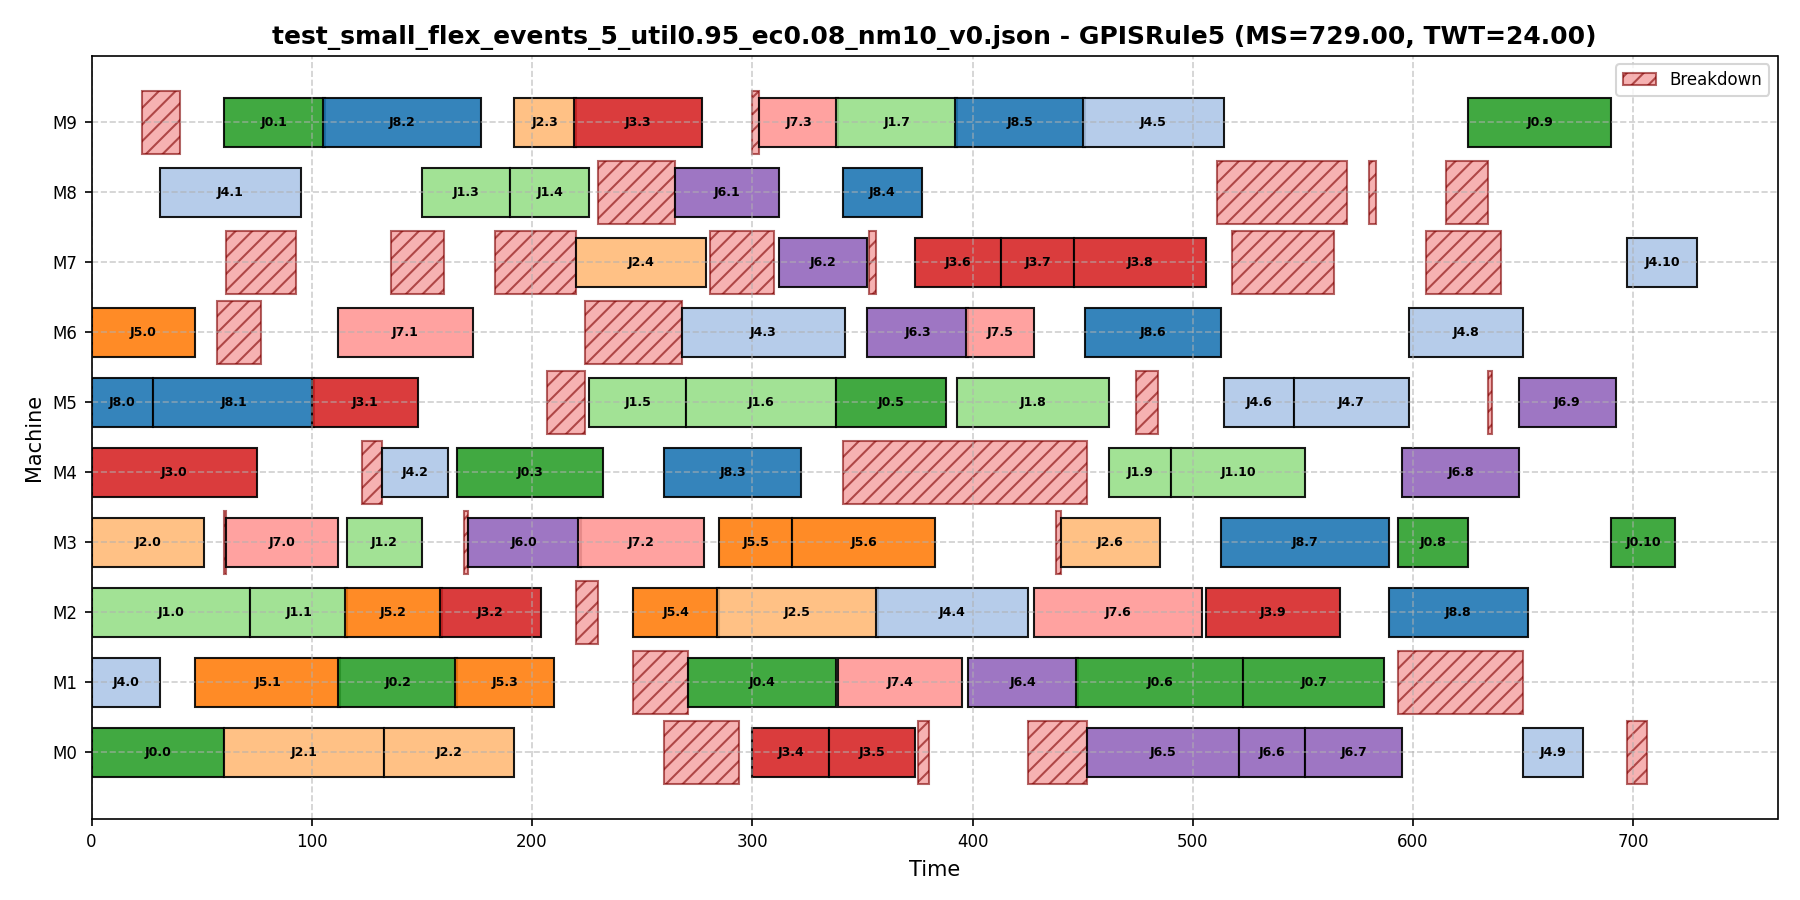 test_small_flex_events_5_util0.95_ec0.08_nm10_v0.json - GPISRule5 (MS=729.00, TWT=24.00)
Breakdown
M9 J0.1 J8.2 J2.3 J3.3 J7.3 J1.7 J8.5 J4.5 J0.9
M8 J4.1 J1.3 J1.4 J6.1 J8.4
M7 J2.4 J6.2 J3.6 J3.7 J3.8 J4.10
M6 J5.0 J7.1 J4.3 J6.3 J7.5 J8.6 J4.8
M5 J8.0 J8.1 J3.1 J1.5 J1.6 J0.5 J1.8 J4.6 J4.7 J6.9
M4 J3.0 J4.2 J0.3 J8.3 J1.9 J1.10 J6.8
M3 J2.0 J7.0 J1.2 J6.0 J7.2 J5.5 J5.6 J2.6 J8.7 J0.8 J0.10
M2 J1.0 J1.1 J5.2 J3.2 J5.4 J2.5 J4.4 J7.6 J3.9 J8.8
M1 J4.0 J5.1 J0.2 J5.3 J0.4 J7.4 J6.4 J0.6 J0.7
M0 J0.0 J2.1 J2.2 J3.4 J3.5 J6.5 J6.6 J6.7 J4.9
0 100 200 300 400 500 600 700
Time
Machine